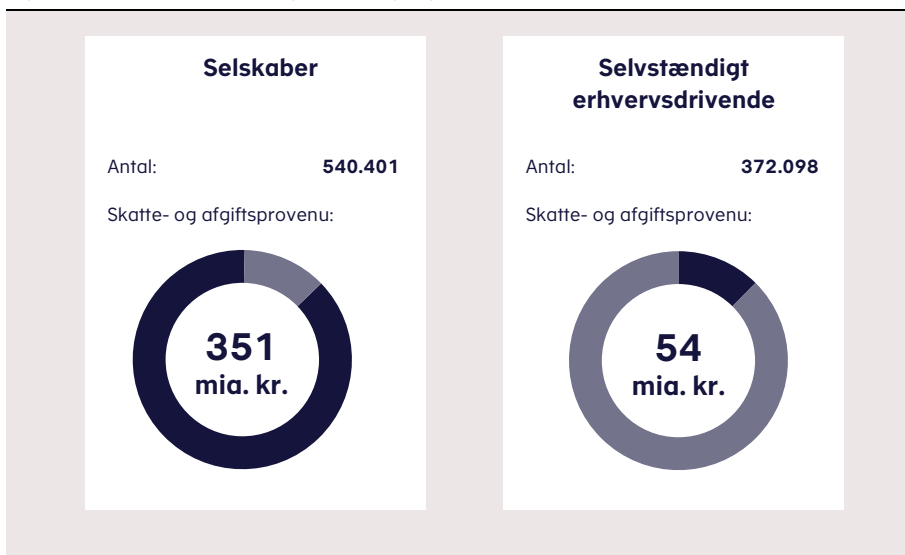 Selskaber
Antal: 540.401
Skatte- og afgiftsprovenu:
351
mia. kr.
Selvstændigt
erhvervsdrivende
Antal: 372.098
Skatte- og afgiftsprovenu:
54
mia. kr.